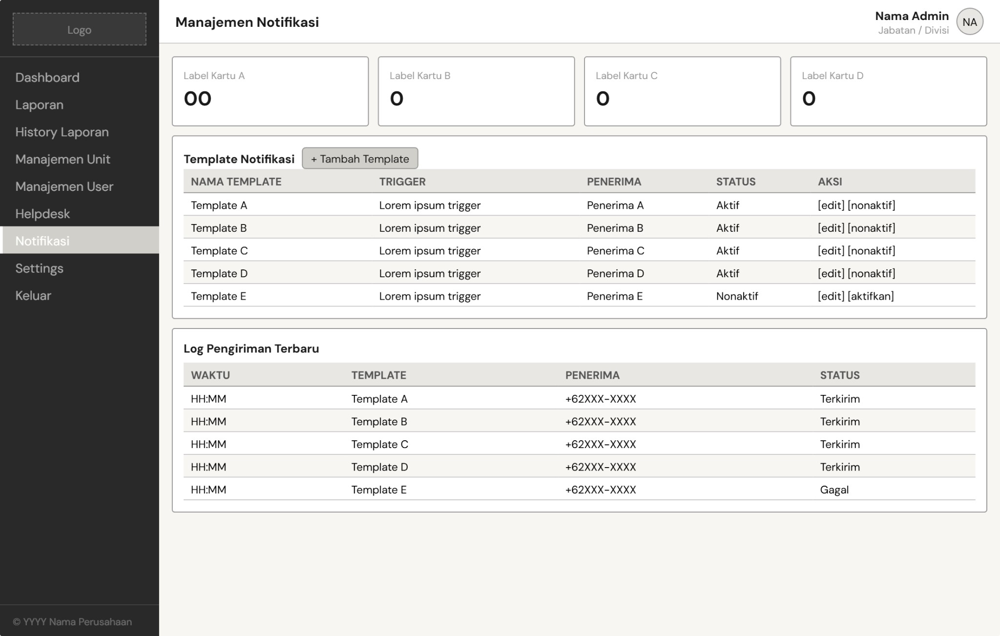 Logo
Dashboard
Laporan
History Laporan
Manajemen Unit
Manajemen User
Helpdesk
Notifikasi
Settings
Keluar
© YYYY Nama Perusahaan
Manajemen Notifikasi
Nama Admin
Jabatan / Divisi
NA
Label Kartu A
00
Label Kartu B
0
Label Kartu C
0
Label Kartu D
0
Template Notifikasi + Tambah Template
NAMA TEMPLATE TRIGGER PENERIMA STATUS AKSI
Template A Lorem ipsum trigger Penerima A Aktif [edit] [nonaktif]
Template B Lorem ipsum trigger Penerima B Aktif [edit] [nonaktif]
Template C Lorem ipsum trigger Penerima C Aktif [edit] [nonaktif]
Template D Lorem ipsum trigger Penerima D Aktif [edit] [nonaktif]
Template E Lorem ipsum trigger Penerima E Nonaktif [edit] [aktifkan]
Log Pengiriman Terbaru
WAKTU TEMPLATE PENERIMA STATUS
HH:MM Template A +62XXX-XXXX Terkirim
HH:MM Template B +62XXX-XXXX Terkirim
HH:MM Template C +62XXX-XXXX Terkirim
HH:MM Template D +62XXX-XXXX Terkirim
HH:MM Template E +62XXX-XXXX Gagal